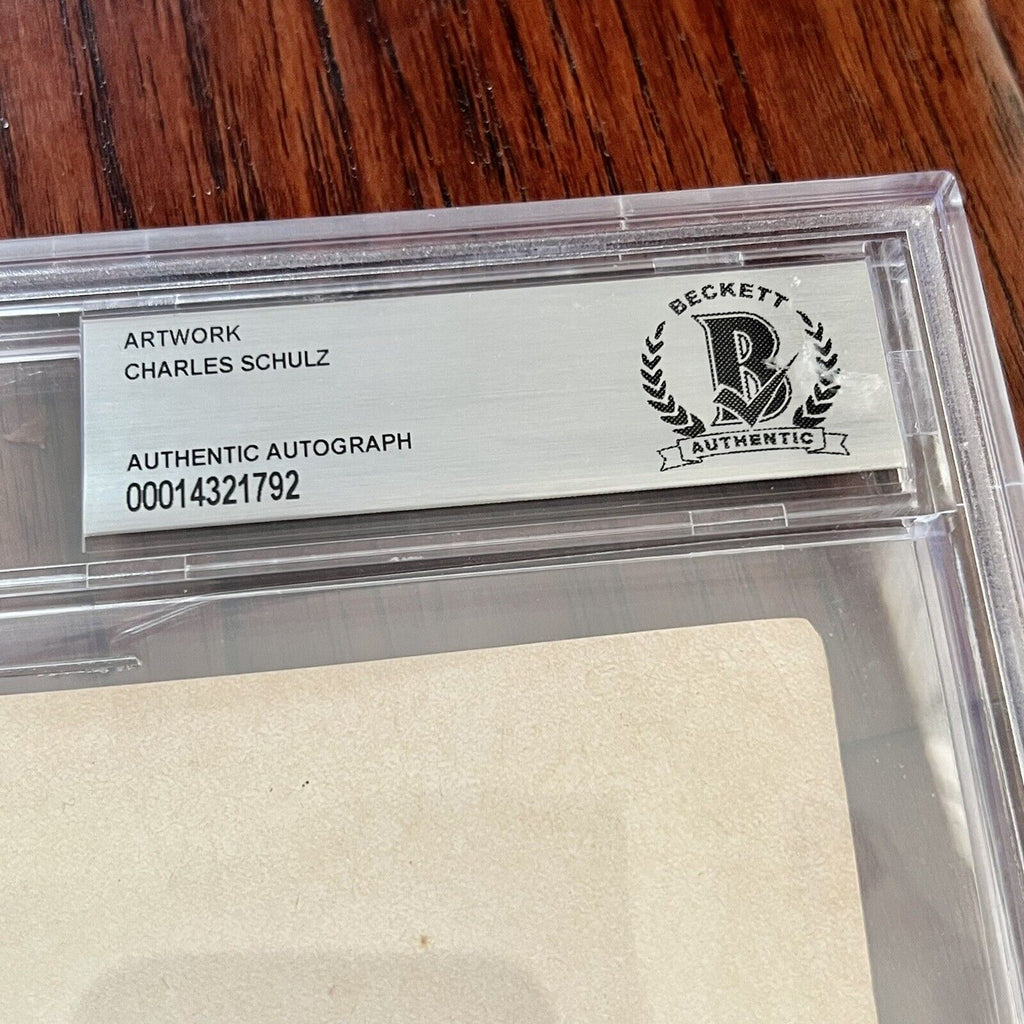 ARTWORK
CHARLES SCHULZ
AUTHENTIC AUTOGRAPH
00014321792
BECKETT
B
AUTHENTIC